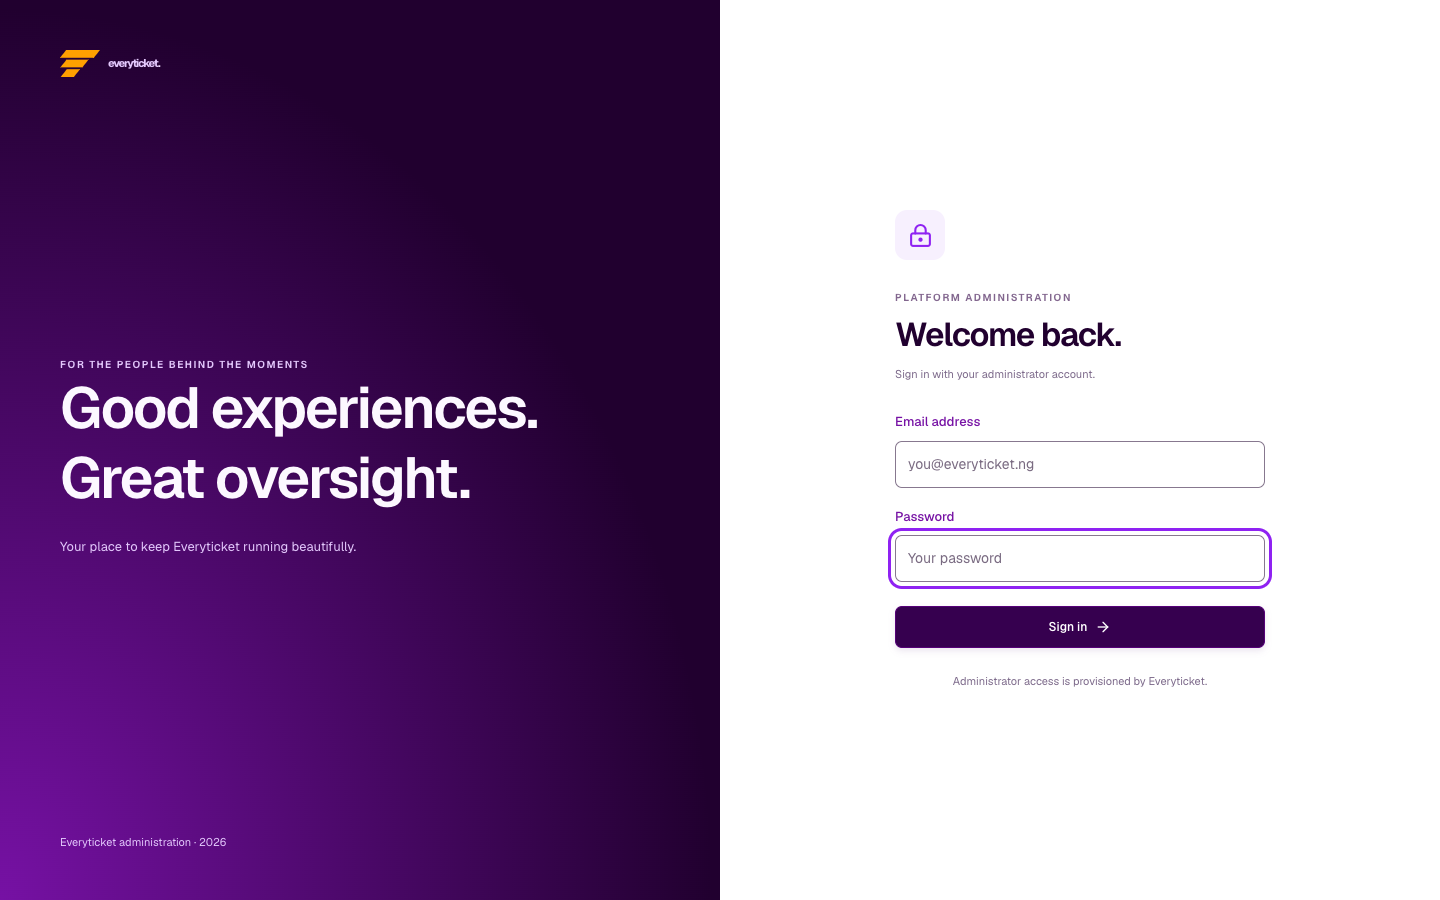 everyticket.
FOR THE PEOPLE BEHIND THE MOMENTS
Good experiences.
Great oversight.
Your place to keep Everyticket running beautifully.
Everyticket administration · 2026
PLATFORM ADMINISTRATION
Welcome back.
Sign in with your administrator account.
Email address
you@everyticket.ng
Password
Your password
Sign in
Administrator access is provisioned by Everyticket.